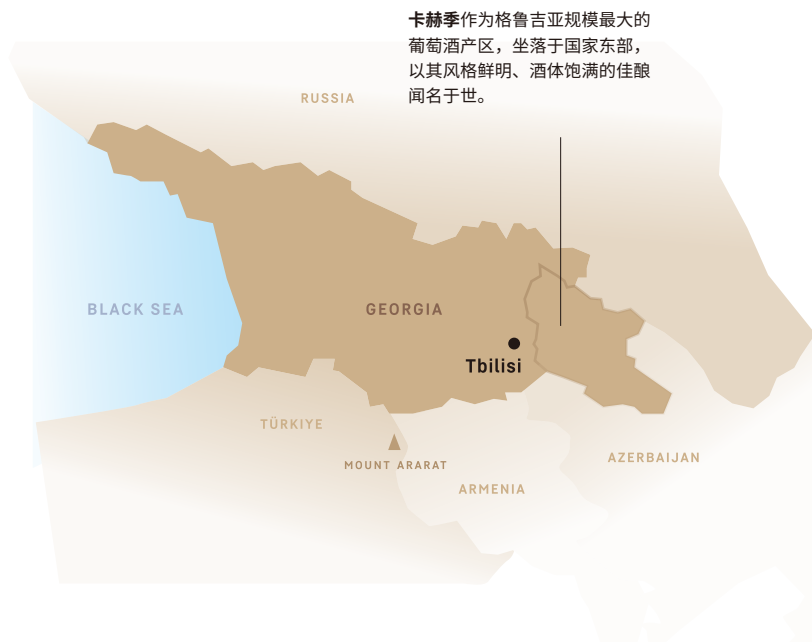 卡赫季作为格鲁吉亚规模最大的
葡萄酒产区，坐落于国家东部，
以其风格鲜明、酒体饱满的佳酿
闻名于世。
RUSSIA
BLACK SEA
GEORGIA
Tbilisi
TÜRKIYE
MOUNT ARARAT
AZERBAIJAN
ARMENIA